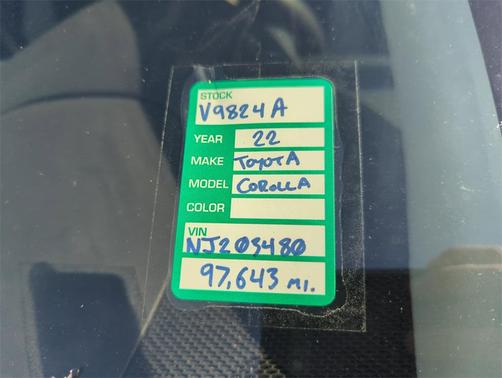 STOCK
V9824A
YEAR 22
MAKE TOYOTA
MODEL COROLLA
COLOR
VIN
NJ203480
97,643 MI.